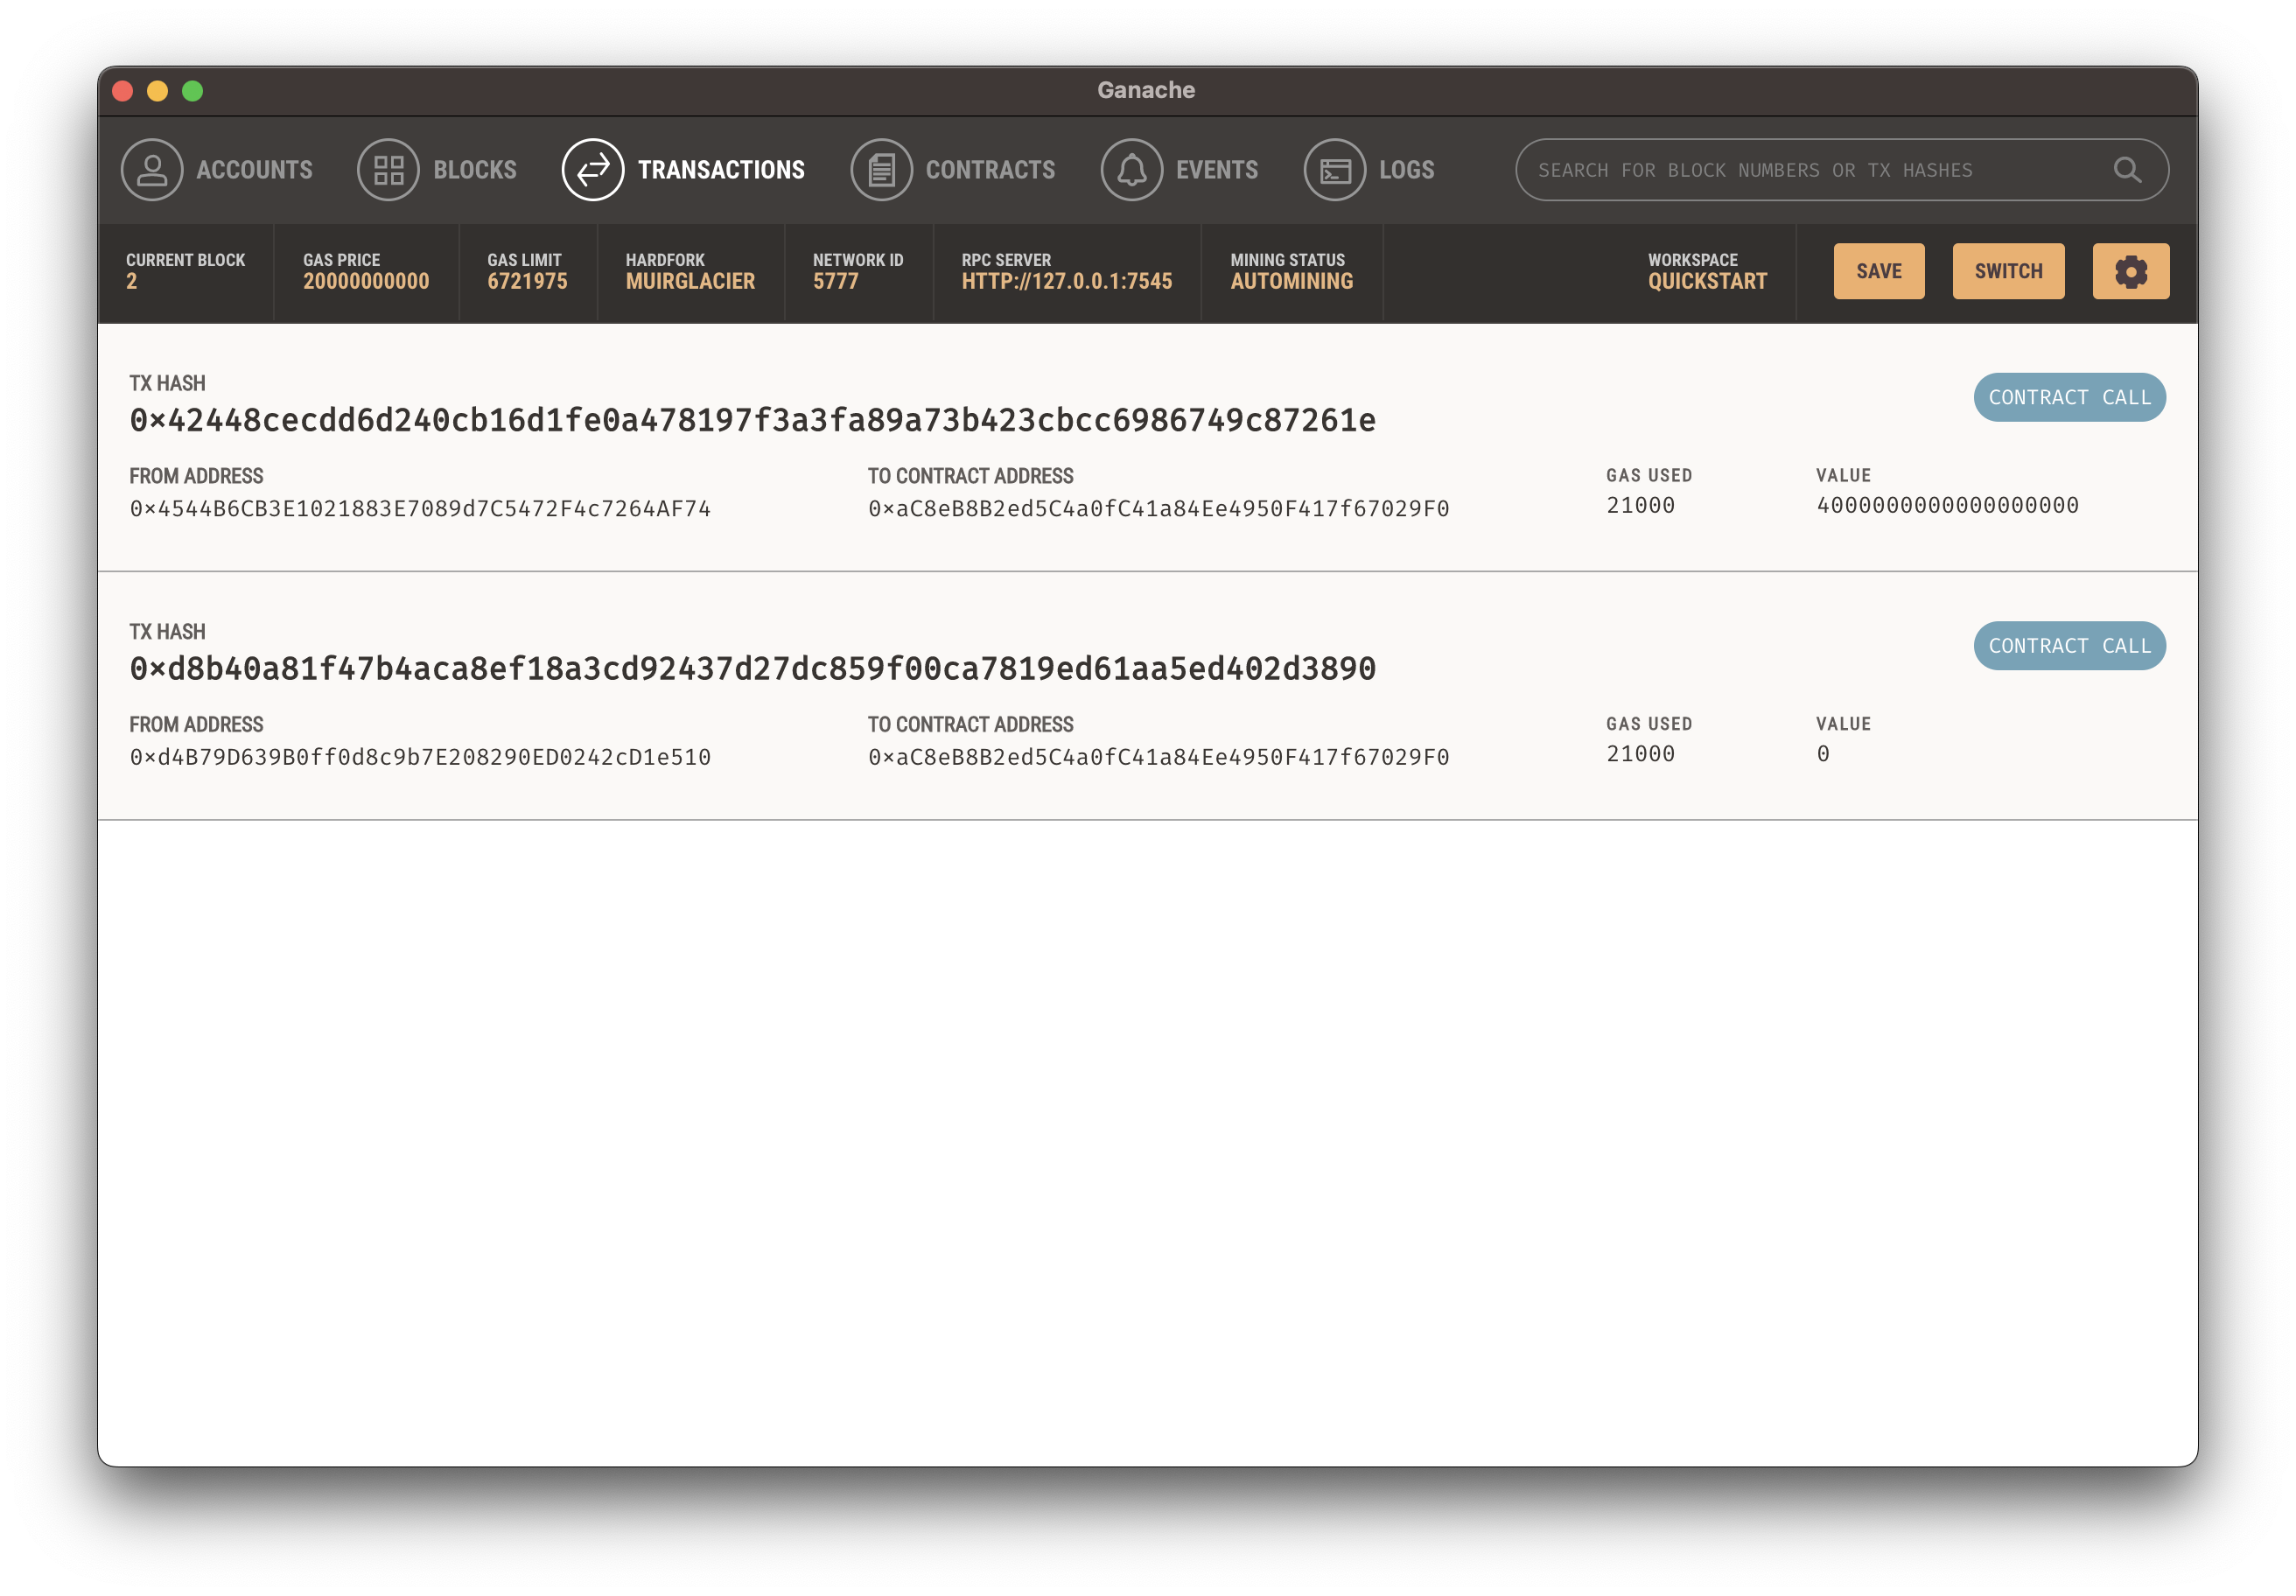 Ganache
ACCOUNTS BLOCKS TRANSACTIONS CONTRACTS EVENTS LOGS SEARCH FOR BLOCK NUMBERS OR TX HASHES
CURRENT BLOCK GAS PRICE GAS LIMIT HARDFORK NETWORK ID RPC SERVER MINING STATUS WORKSPACE SAVE SWITCH
2 20000000000 6721975 MUIRGLACIER 5777 HTTP://127.0.0.1:7545 AUTOMINING QUICKSTART
TX HASH CONTRACT CALL
0×42448cecdd6d240cb16d1fe0a478197f3a3fa89a73b423cbcc6986749c87261e
FROM ADDRESS TO CONTRACT ADDRESS GAS USED VALUE
0×4544B6CB3E1021883E7089d7C5472F4c7264AF74 0×aC8eB8B2ed5C4a0fC41a84Ee4950F417f67029F0 21000 4000000000000000000
TX HASH CONTRACT CALL
0×d8b40a81f47b4aca8ef18a3cd92437d27dc859f00ca7819ed61aa5ed402d3890
FROM ADDRESS TO CONTRACT ADDRESS GAS USED VALUE
0×d4B79D639B0ff0d8c9b7E208290ED0242cD1e510 0×aC8eB8B2ed5C4a0fC41a84Ee4950F417f67029F0 21000 0